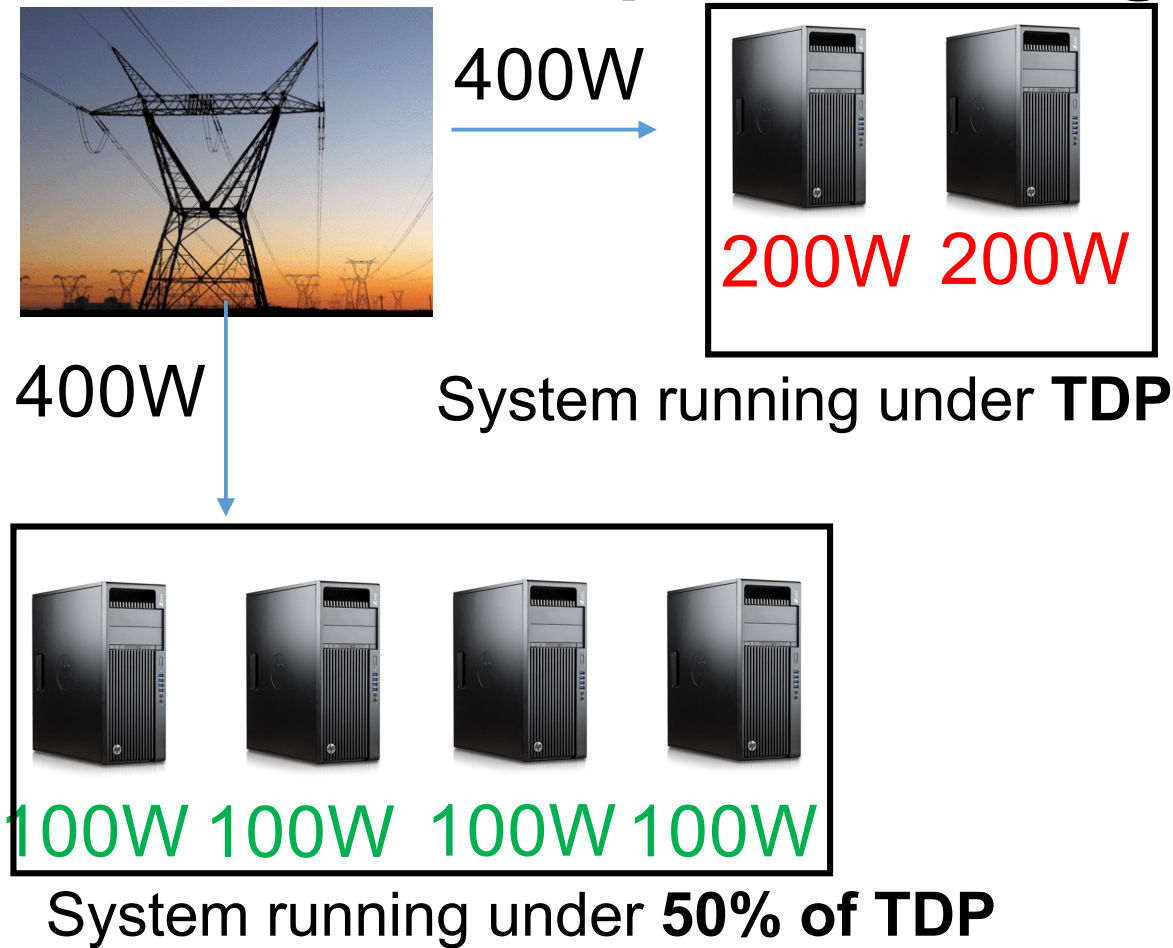 400W
200W 200W
System running under TDP
400W
100W 100W 100W 100W
System running under 50% of TDP